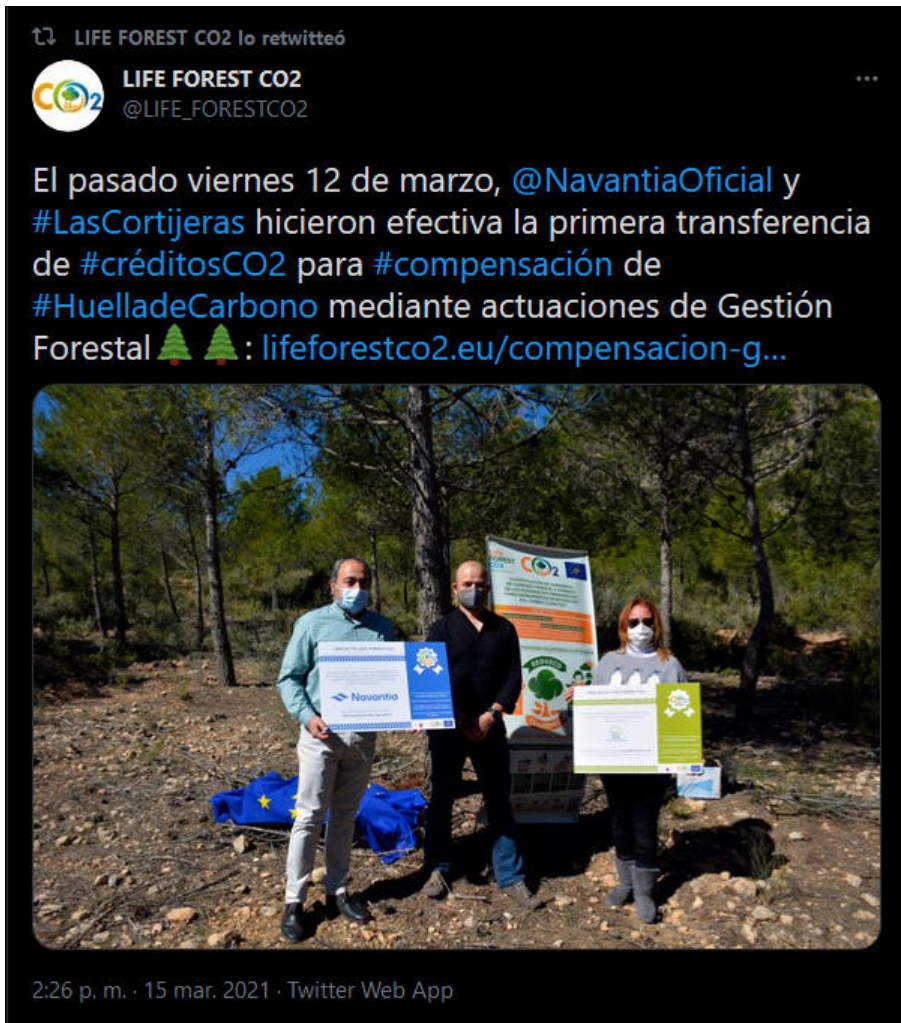 LIFE FOREST CO2 lo retwitteó
LIFE FOREST CO2
@LIFE_FORESTCO2
El pasado viernes 12 de marzo, @NavantiaOficial y
#LasCortijeras hicieron efectiva la primera transferencia
de #créditosCO2 para #compensación de
#HuelladeCarbono mediante actuaciones de Gestión
Forestal🌲🌲: lifeforestco2.eu/compensacion-g...
CO2
Navantia
REDUZCO
2:26 p. m. · 15 mar. 2021 · Twitter Web App